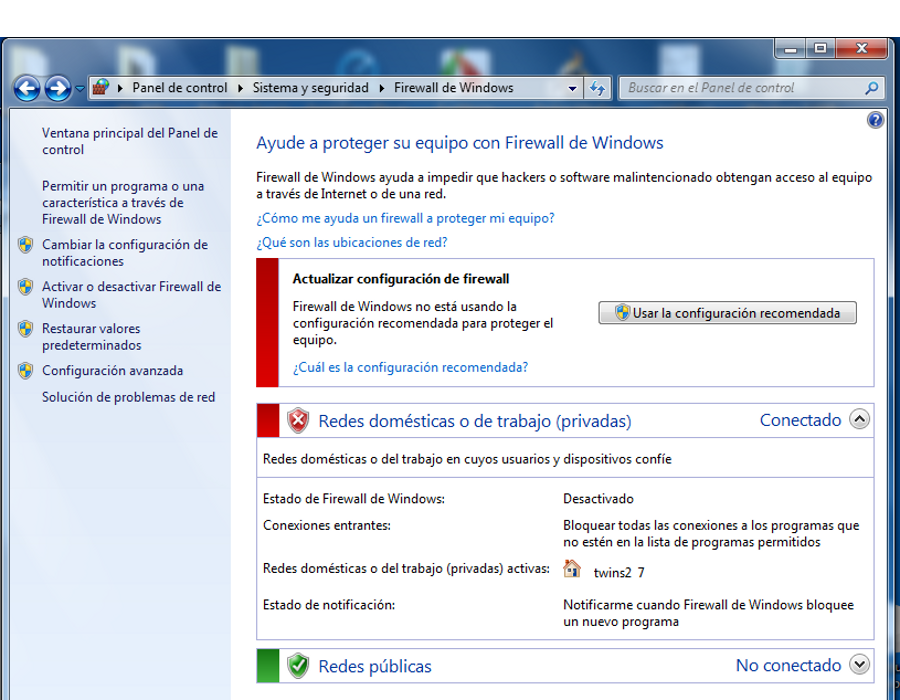 Panel de control ▸ Sistema y seguridad ▸ Firewall de Windows
Buscar en el Panel de control
Ventana principal del Panel de
control
Permitir un programa o una
característica a través de
Firewall de Windows
Cambiar la configuración de
notificaciones
Activar o desactivar Firewall de
Windows
Restaurar valores
predeterminados
Configuración avanzada
Solución de problemas de red
Ayude a proteger su equipo con Firewall de Windows
Firewall de Windows ayuda a impedir que hackers o software malintencionado obtengan acceso al equipo
a través de Internet o de una red.
¿Cómo me ayuda un firewall a proteger mi equipo?
¿Qué son las ubicaciones de red?
Actualizar configuración de firewall
Firewall de Windows no está usando la
configuración recomendada para proteger el
equipo.
Usar la configuración recomendada
¿Cuál es la configuración recomendada?
Redes domésticas o de trabajo (privadas) Conectado
Redes domésticas o del trabajo en cuyos usuarios y dispositivos confíe
Estado de Firewall de Windows: Desactivado
Conexiones entrantes: Bloquear todas las conexiones a los programas que
no estén en la lista de programas permitidos
Redes domésticas o del trabajo (privadas) activas: twins2 7
Estado de notificación: Notificarme cuando Firewall de Windows bloquee
un nuevo programa
Redes públicas No conectado